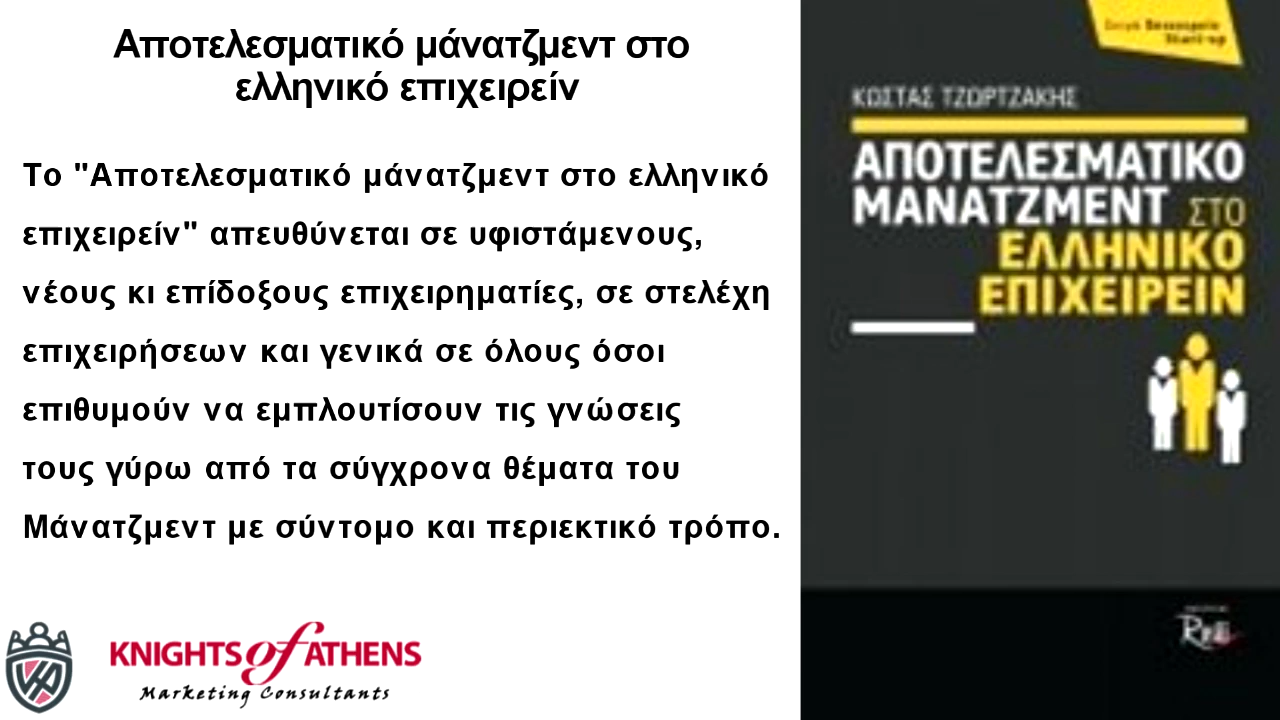 Αποτελεσματικό μάνατζμεντ στο
ελληνικό επιχειρείν
Το "Αποτελεσματικό μάνατζμεντ στο ελληνικό
επιχειρείν" απευθύνεται σε υφιστάμενους,
νέους κι επίδοξους επιχειρηματίες, σε στελέχη
επιχειρήσεων και γενικά σε όλους όσοι
επιθυμούν να εμπλουτίσουν τις γνώσεις
τους γύρω από τα σύγχρονα θέματα του
Μάνατζμεντ με σύντομο και περιεκτικό τρόπο.
KNIGHTS of ATHENS
Marketing Consultants
Start-up
ΚΩΣΤΑΣ ΤΖΩΡΤΖΑΚΗΣ
ΑΠΟΤΕΛΕΣΜΑΤΙΚΟ
ΜΑΝΑΤΖΜΕΝΤ ΣΤΟ
ΕΛΛΗΝΙΚΟ
ΕΠΙΧΕΙΡΕΙΝ